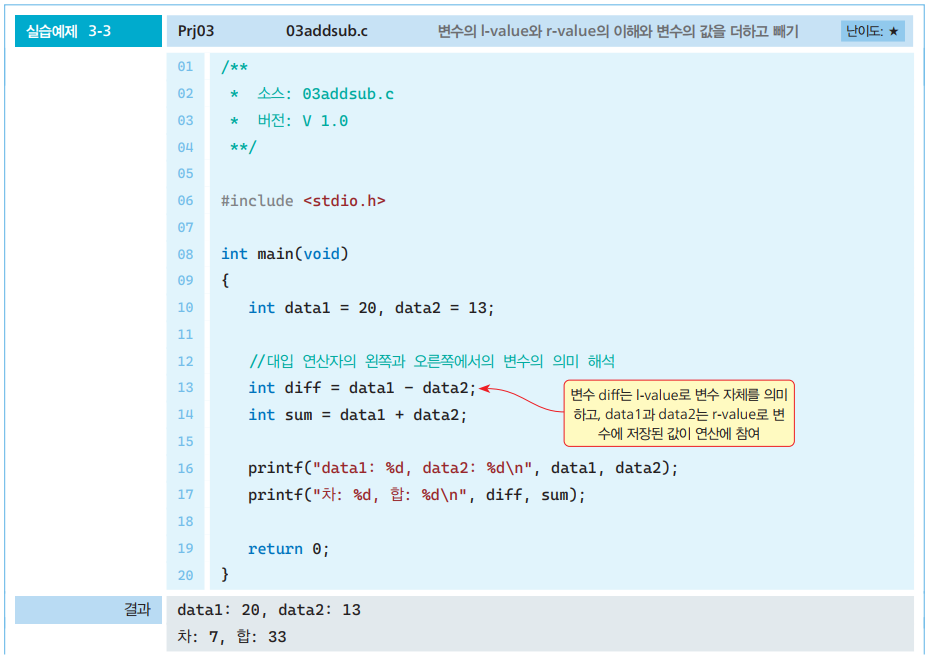 실습예제 3-3 Prj03 03addsub.c 변수의 l-value와 r-value의 이해와 변수의 값을 더하고 빼기 난이도: ★
01 /**
02 * 소스: 03addsub.c
03 * 버전: V 1.0
04 **/
05
06 #include <stdio.h>
07
08 int main(void)
09 {
10 int data1 = 20, data2 = 13;
11
12 //대입 연산자의 왼쪽과 오른쪽에서의 변수의 의미 해석
13 int diff = data1 - data2;
14 int sum = data1 + data2;
변수 diff는 l-value로 변수 자체를 의미
하고, data1과 data2는 r-value로 변
수에 저장된 값이 연산에 참여
15
16 printf("data1: %d, data2: %d\n", data1, data2);
17 printf("차: %d, 합: %d\n", diff, sum);
18
19 return 0;
20 }
결과 data1: 20, data2: 13
차: 7, 합: 33